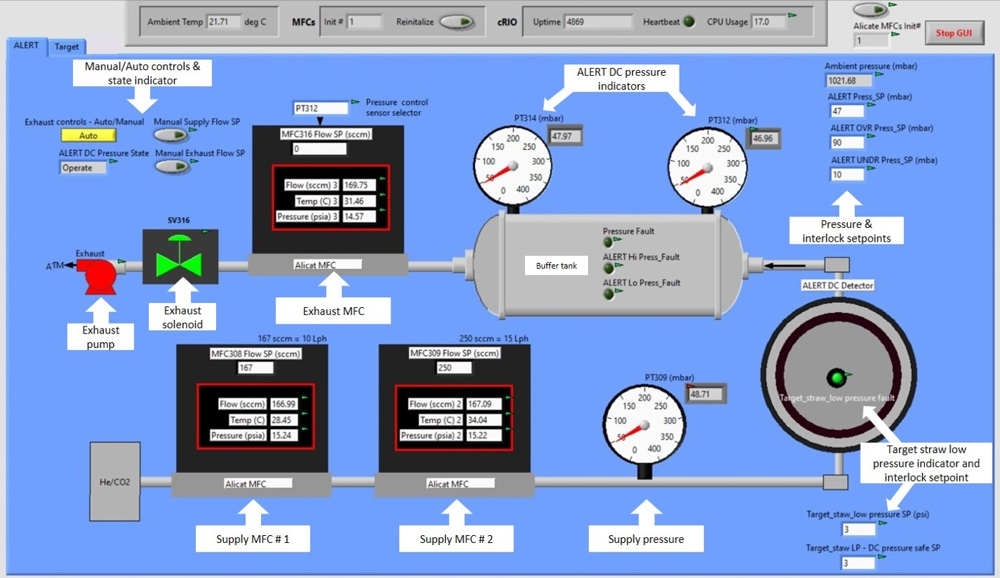 Ambient Temp 21.71 deg C
MFCs
Init # 1
Reinitalize
cRIO
Uptime 4869
Heartbeat
CPU Usage 17.0
Alicate MFCs Init#
1
Stop GUI
ALERT
Target
Manual/Auto controls &
state indicator
Exhaust controls - Auto/Manual
Auto
Manual Supply Flow SP
ALERT DC Pressure State
Operate
Manual Exhaust Flow SP
PT312
Pressure control
sensor selector
MFC316 Flow SP (sccm)
0
Flow (sccm) 3 169.75
Temp (C) 3 31.46
Pressure (psia) 3 14.57
Alicat MFC
Exhaust MFC
ALERT DC pressure
indicators
PT314 (mbar)
47.97
0 50 100 150 200 250 300 350 400
PT312 (mbar)
46.96
0 50 100 150 200 250 300 350 400
Ambient pressure (mbar)
1021.68
ALERT Press_SP (mbar)
47
ALERT OVR Press_SP (mbar)
90
ALERT UNDR Press_SP (mba)
10
Pressure &
interlock setpoints
SV316
Exhaust
ATM
Exhaust
pump
Exhaust
solenoid
Buffer tank
Pressure Fault
ALERT Hi Press_Fault
ALERT Lo Press_Fault
ALERT DC Detector
Target_straw_low pressure fault
167 sccm = 10 Lph
MFC308 Flow SP (sccm)
167
Flow (sccm) 166.99
Temp (C) 28.45
Pressure (psia) 15.24
Alicat MFC
Supply MFC # 1
250 sccm = 15 Lph
MFC309 Flow SP (sccm)
250
Flow (sccm) 2 167.09
Temp (C) 2 34.04
Pressure (psia) 2 15.22
Alicat MFC
Supply MFC # 2
PT309 (mbar)
48.71
0 50 100 150 200 250 300 350 400
Supply pressure
He/CO2
Target straw low
pressure indicator and
interlock setpoint
Target_staw_low pressure SP (psi)
3
Target_staw LP - DC pressure safe SP
3